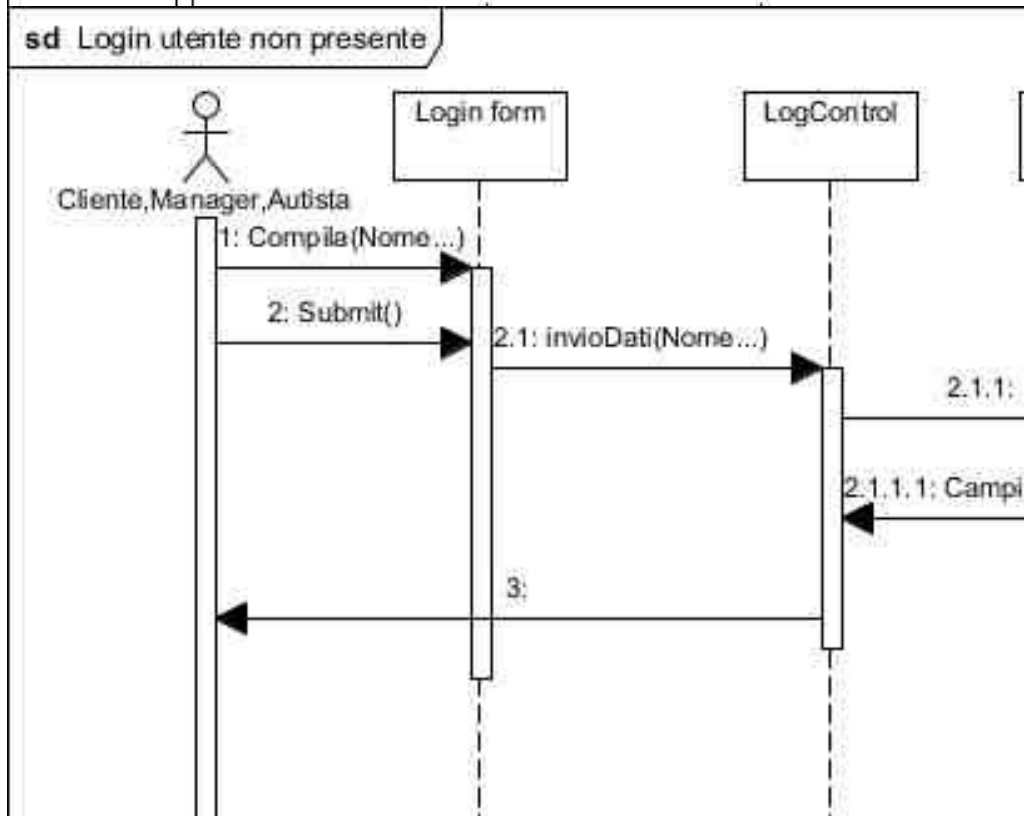 sd Login utente non presente
Login form
LogControl
Cliente,Manager,Autista
1: Compila(Nome...)
2: Submit()
2.1: invioDati(Nome...)
2.1.1:
2.1.1.1: Campi
3: